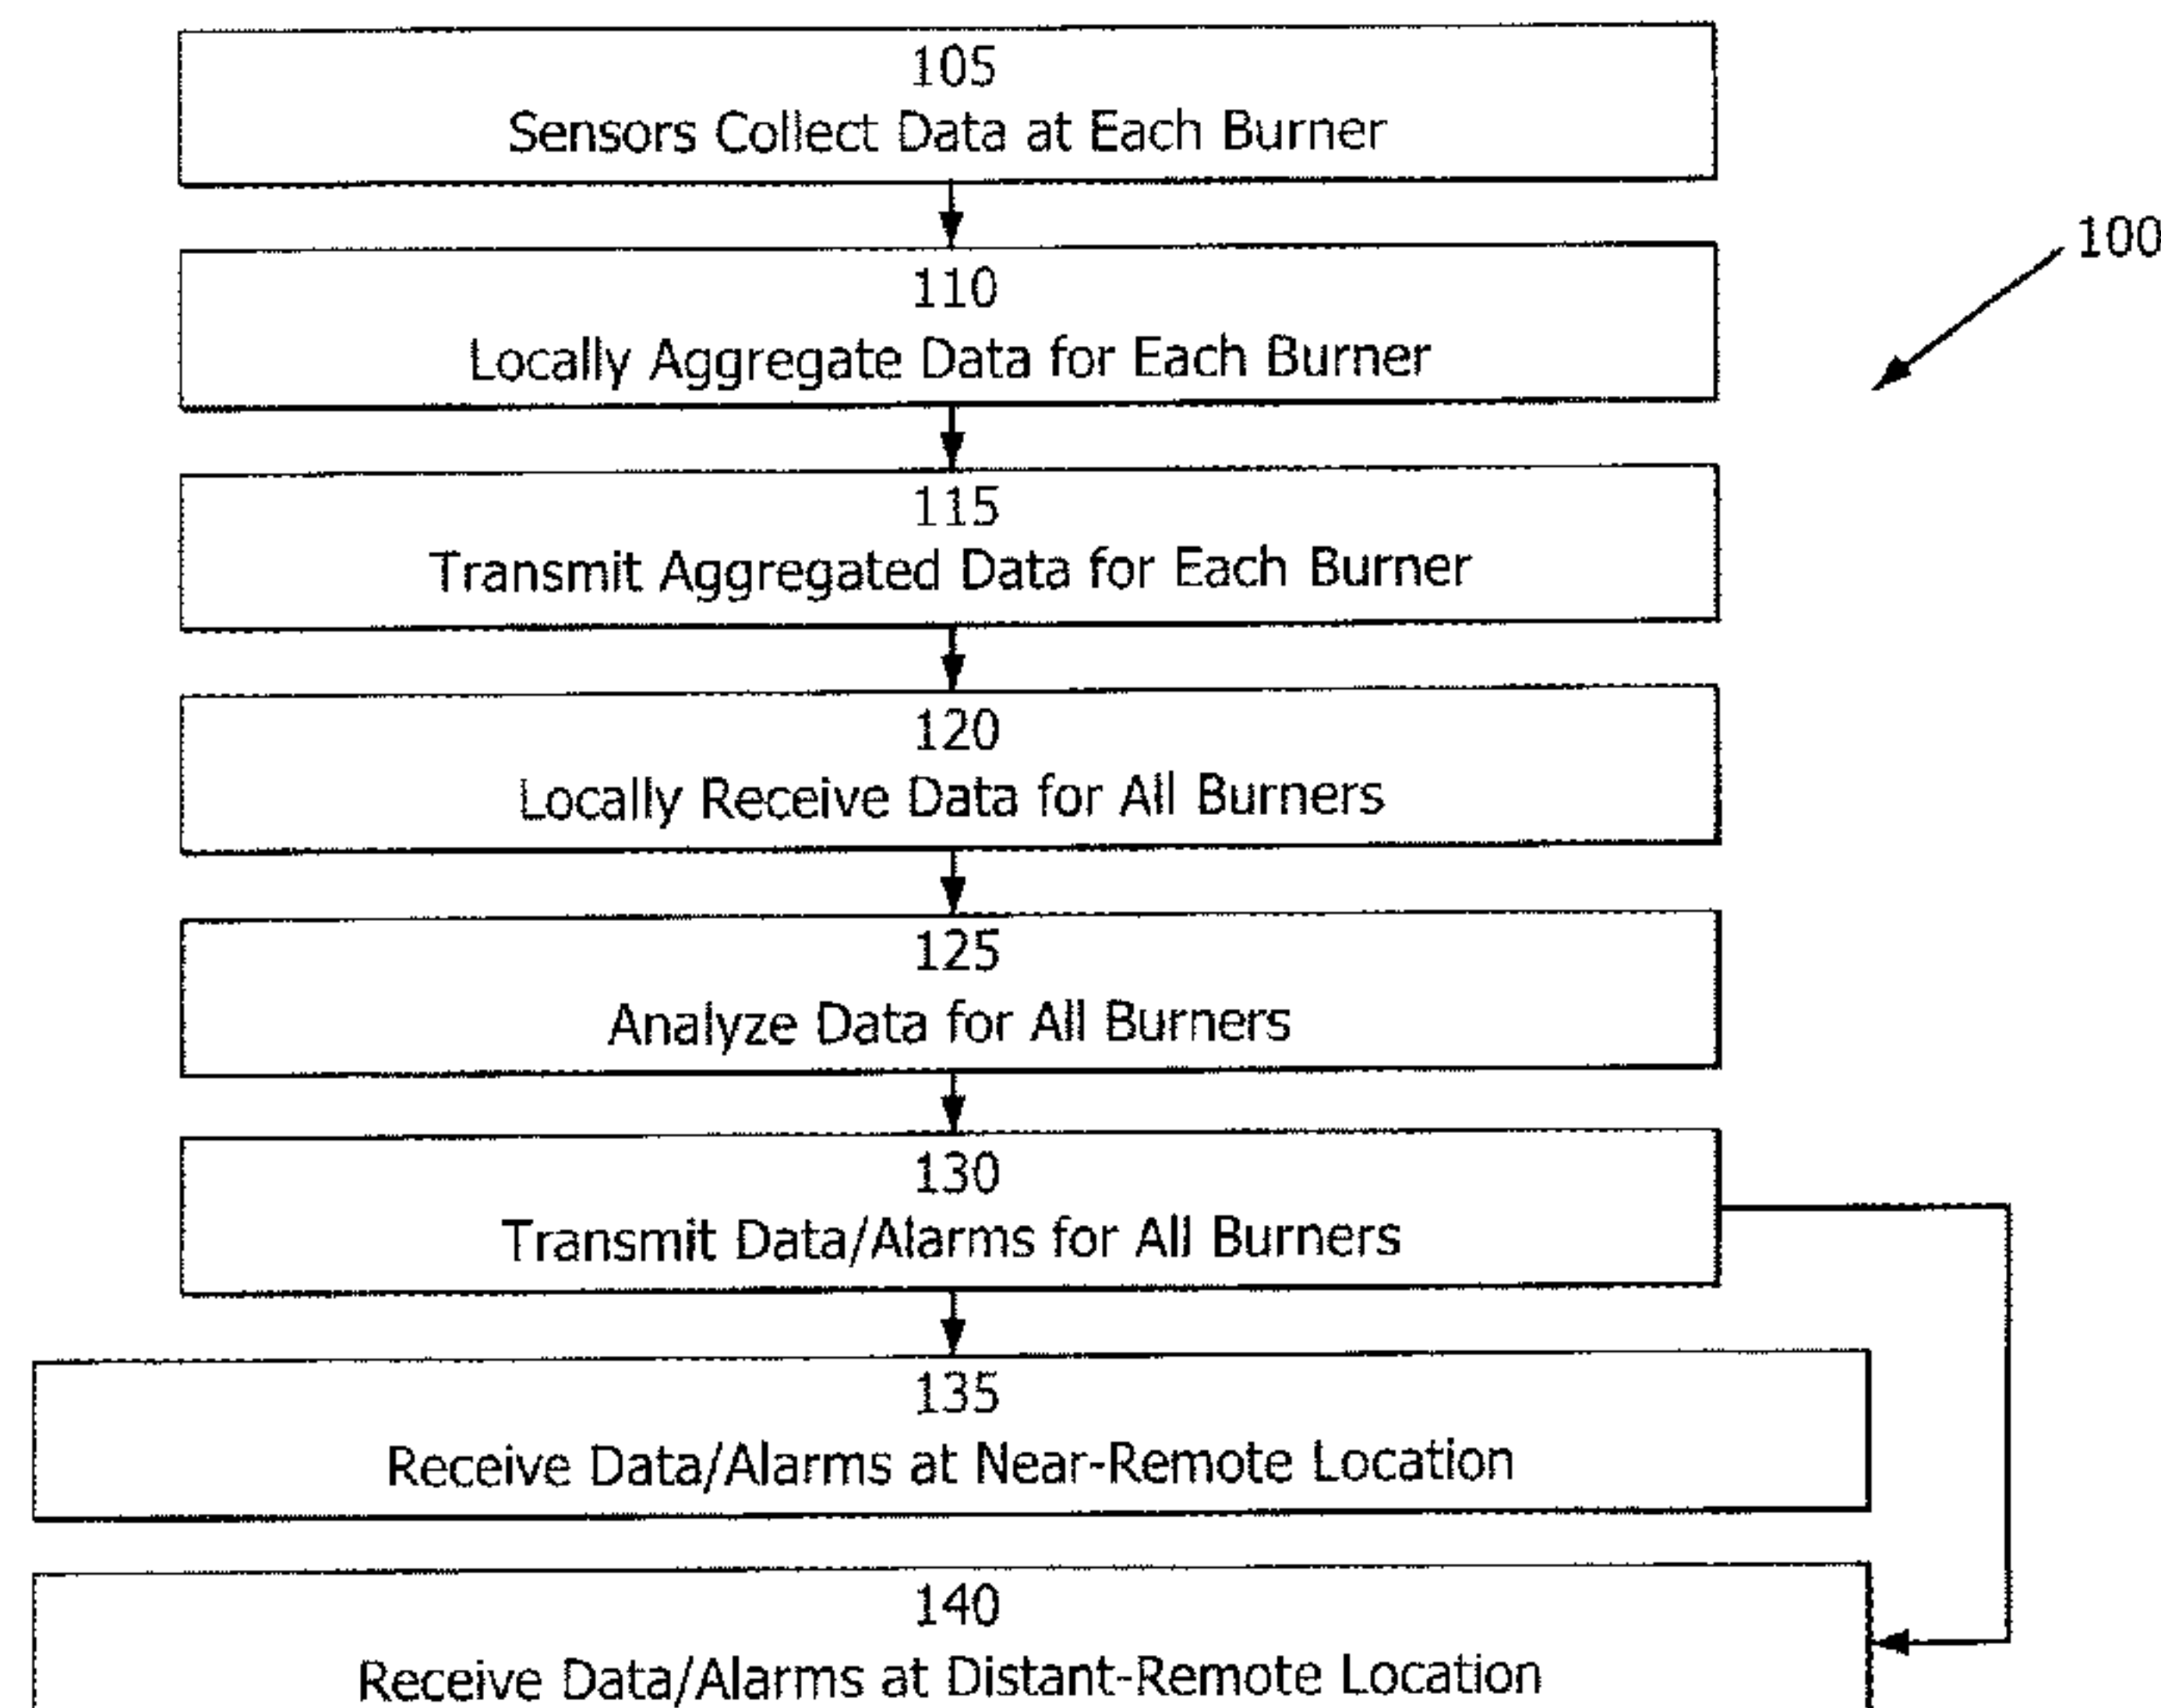 105
Sensors Collect Data at Each Burner
100
110
Locally Aggregate Data for Each Burner
115
Transmit Aggregated Data for Each Burner
120
Locally Receive Data for All Burners
125
Analyze Data for All Burners
130
Transmit Data/Alarms for All Burners
135
Receive Data/Alarms at Near-Remote Location
140
Receive Data/Alarms at Distant-Remote Location